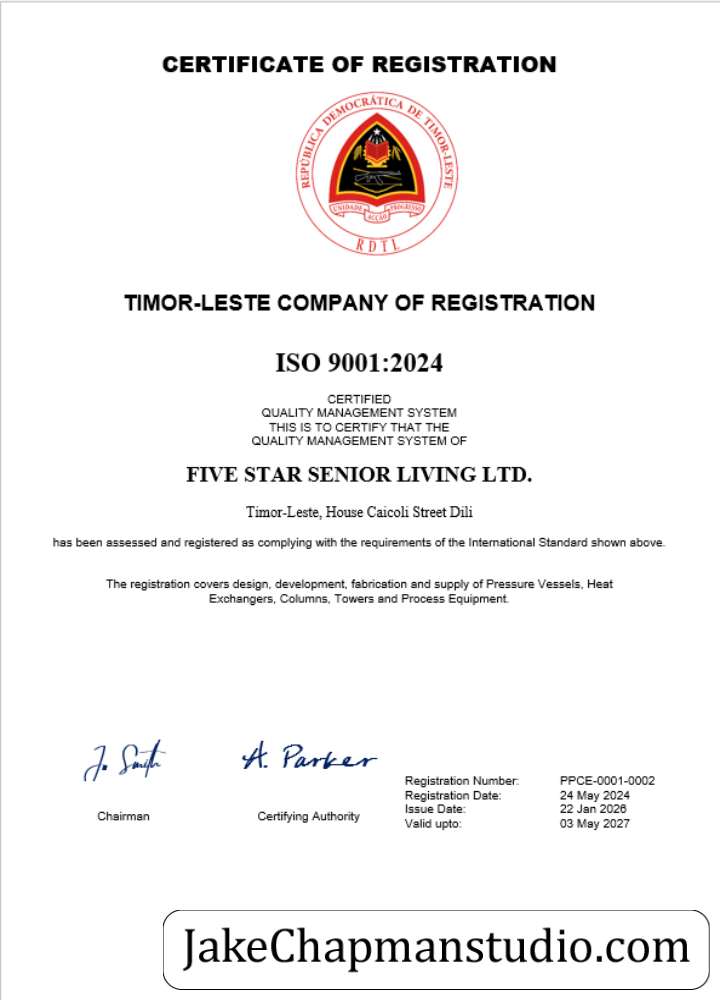 CERTIFICATE OF REGISTRATION
REPÚBLICA DEMOCRÁTICA DE TIMOR-LESTE
UNIDADE ACCÃO PROGRESSO
RDTL
TIMOR-LESTE COMPANY OF REGISTRATION
ISO 9001:2024
CERTIFIED
QUALITY MANAGEMENT SYSTEM
THIS IS TO CERTIFY THAT THE
QUALITY MANAGEMENT SYSTEM OF
FIVE STAR SENIOR LIVING LTD.
Timor-Leste, House Caicoli Street Dili
has been assessed and registered as complying with the requirements of the International Standard shown above.
The registration covers design, development, fabrication and supply of Pressure Vessels, Heat
Exchangers, Columns, Towers and Process Equipment.
J. Smith
A. Parker
Chairman
Certifying Authority
Registration Number: PPCE-0001-0002
Registration Date: 24 May 2024
Issue Date: 22 Jan 2026
Valid upto: 03 May 2027
JakeChapmanstudio.com